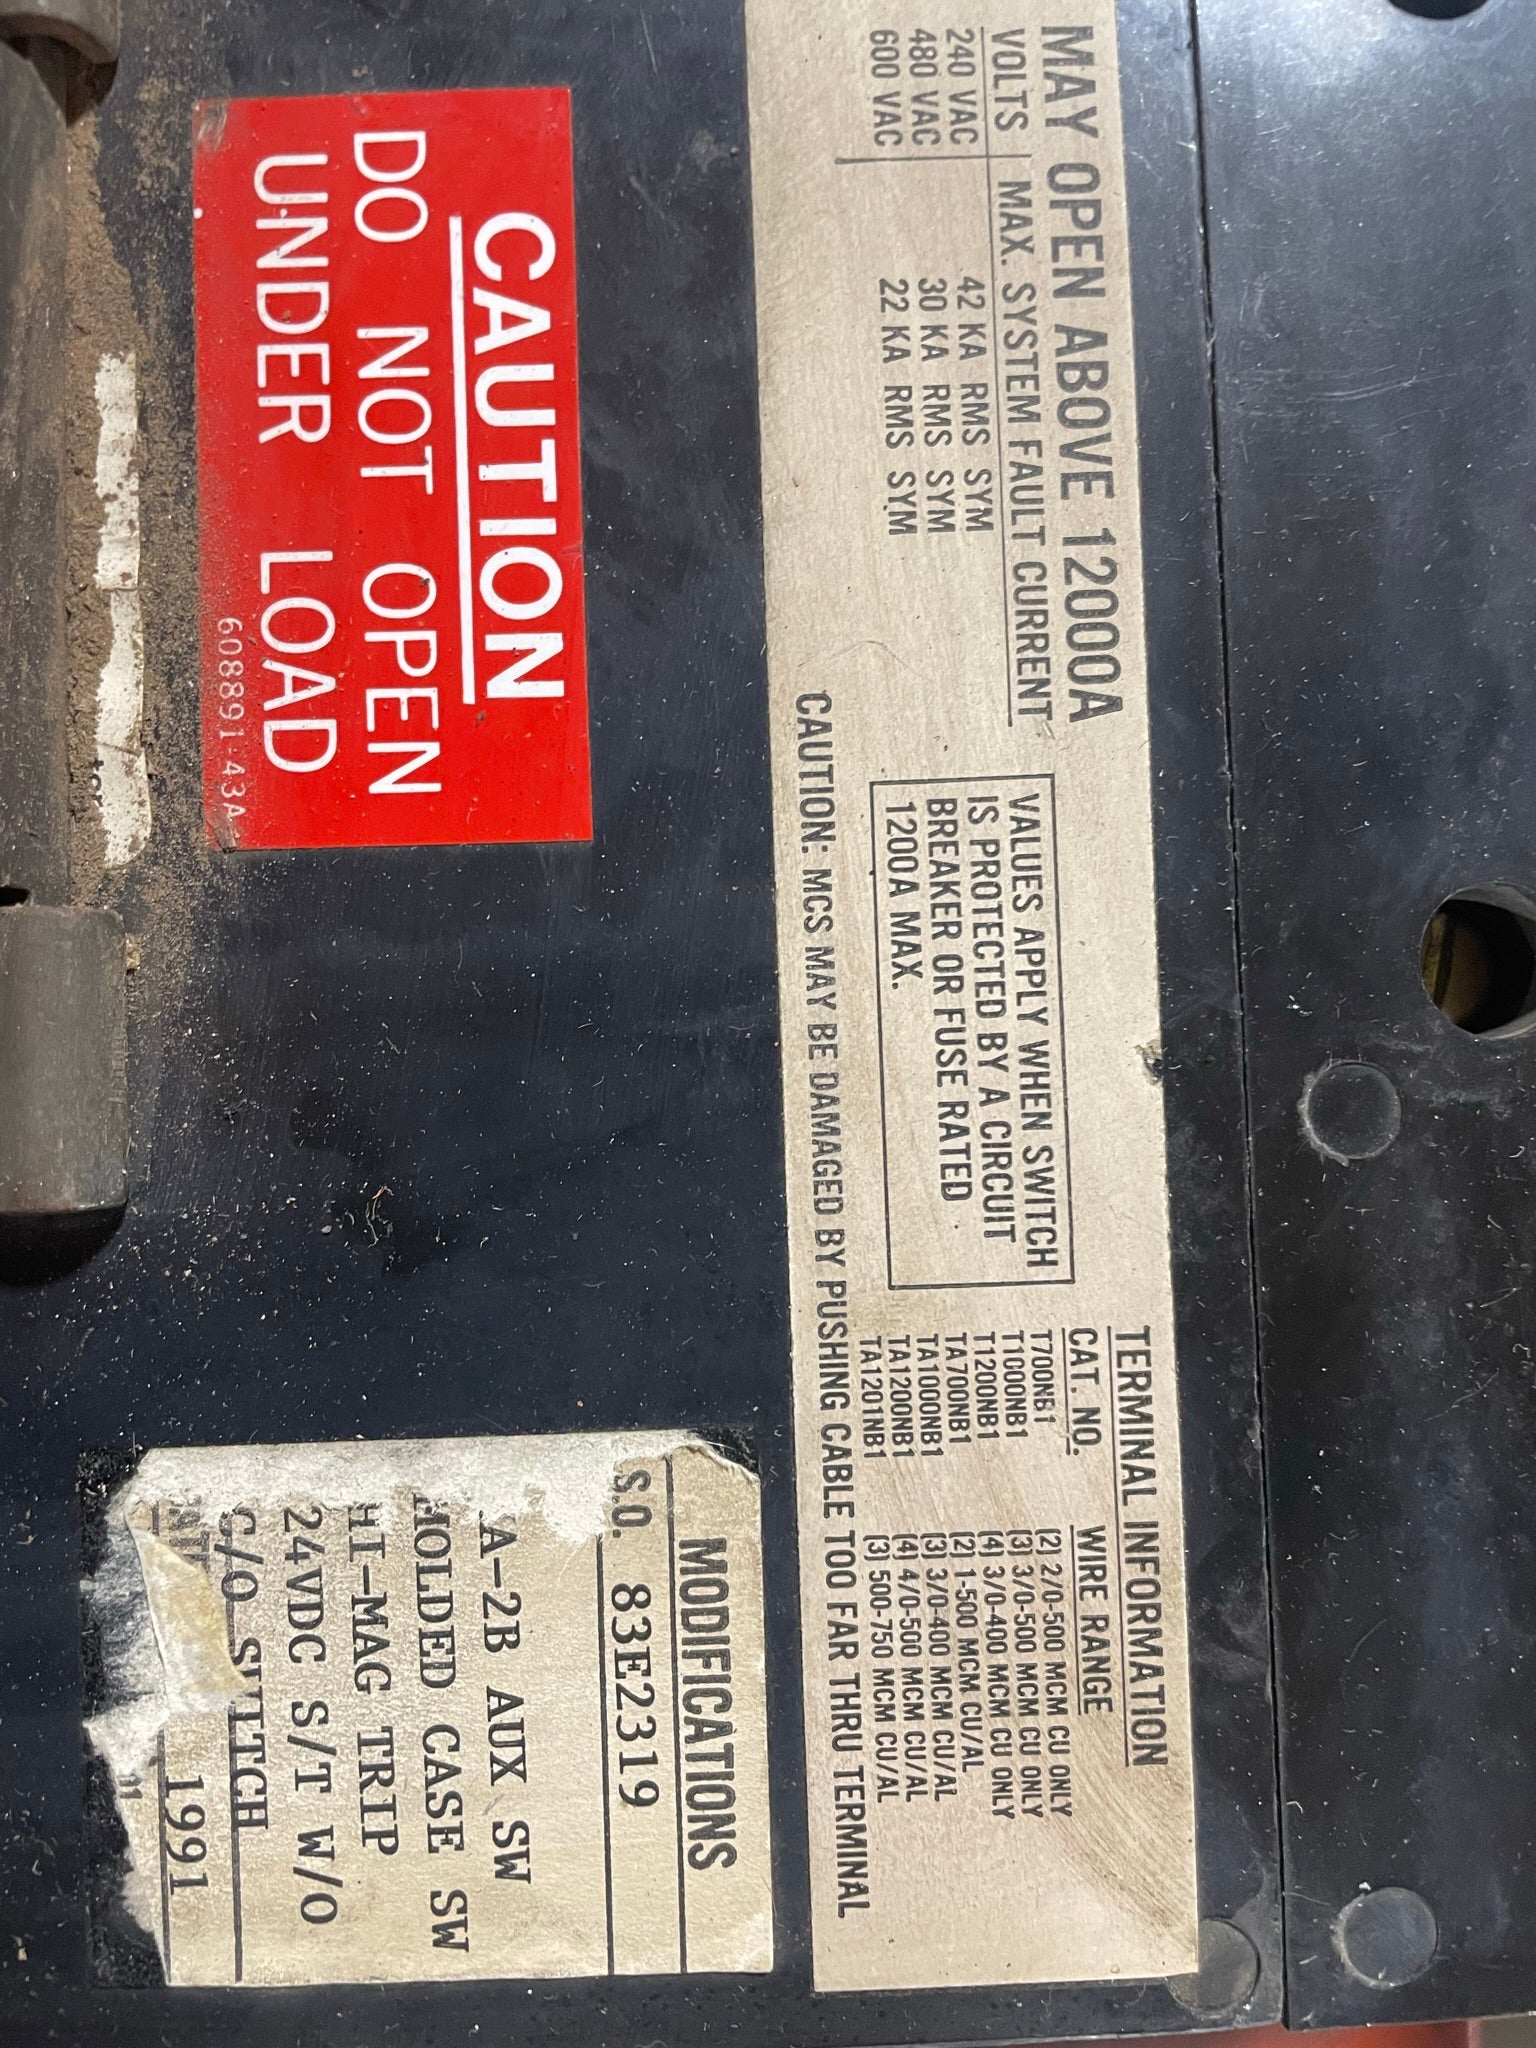 MAY OPEN ABOVE 12000A
VOLTS | MAX. SYSTEM FAULT CURRENT
240 VAC 42 KA RMS SYM
480 VAC 30 KA RMS SYM
600 VAC 22 KA RMS SYM
VALUES APPLY WHEN SWITCH
IS PROTECTED BY A CIRCUIT
BREAKER OR FUSE RATED
1200A MAX.
TERMINAL INFORMATION
CAT. NO. WIRE RANGE
T700NB1 (2) 2/0-500 MCM CU ONLY
T1000NB1 (3) 3/0-500 MCM CU ONLY
T1200NB1 (4) 3/0-400 MCM CU ONLY
TA700NB1 (2) 1-500 MCM CU/AL
TA1000NB1 (3) 3/0-400 MCM CU/AL
TA1200NB1 (4) 4/0-500 MCM CU/AL
TA1201NB1 (3) 500-750 MCM CU/AL
CAUTION: MCS MAY BE DAMAGED BY PUSHING CABLE TOO FAR THRU TERMINAL
CAUTION
DO NOT OPEN
UNDER LOAD
608891-43A
MODIFICATIONS
S.O. 83E2319
A-2B AUX SW
MOLDED CASE SW
HI-MAG TRIP
24VDC S/T W/O
C/O SWITCH
1991